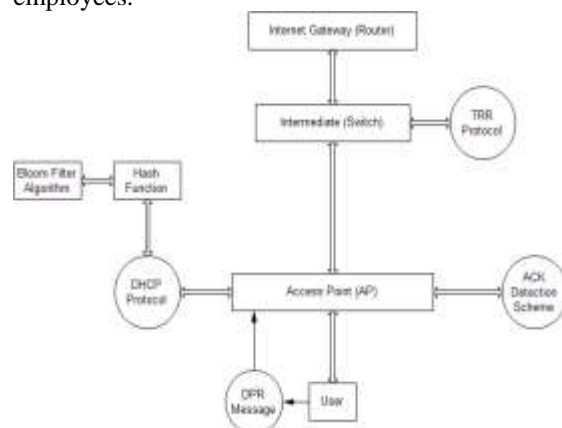 employees.
Internet Gateway (Router)
Intermediate (Switch)
TRR
Protocol
Bloom Filter
Algorithm
Hash
Function
DHCP
Protocol
Access Point (AP)
ACK
Detection
Scheme
DPR
Message
User